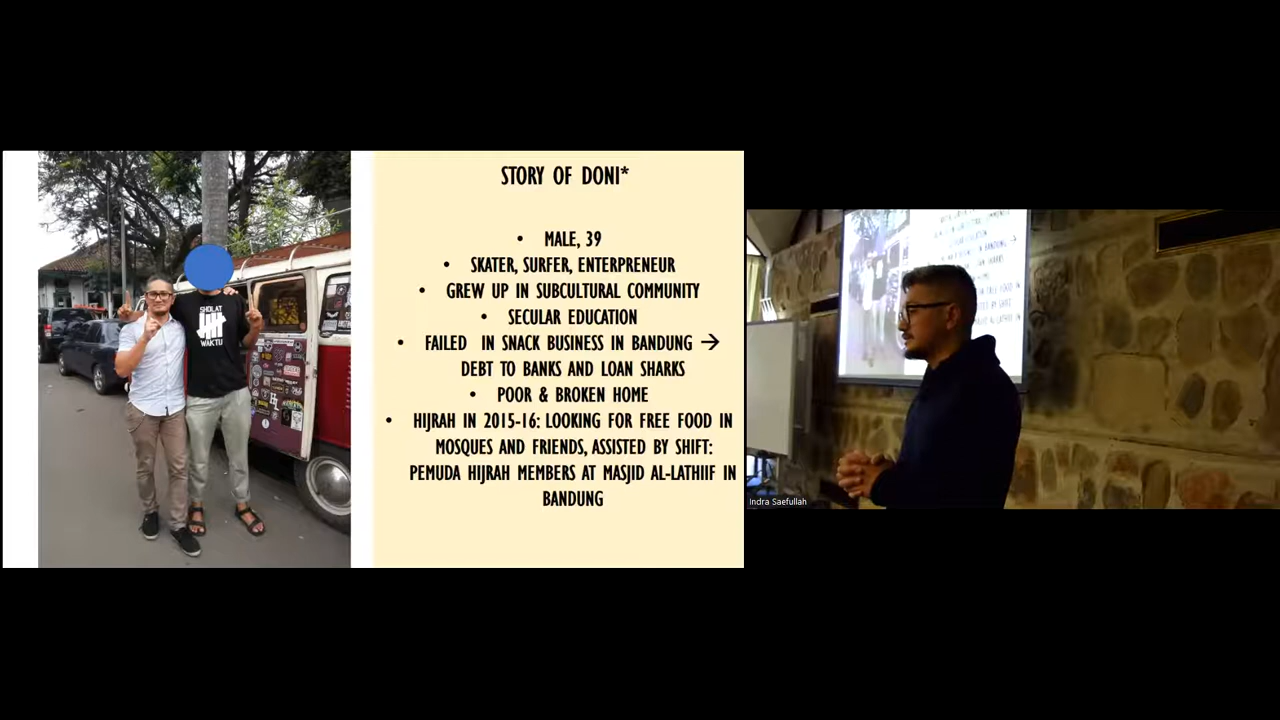 STORY OF DONI*
• MALE, 39
• SKATER, SURFER, ENTERPRENEUR
• GREW UP IN SUBCULTURAL COMMUNITY
• SECULAR EDUCATION
• FAILED IN SNACK BUSINESS IN BANDUNG →
DEBT TO BANKS AND LOAN SHARKS
• POOR & BROKEN HOME
• HIJRAH IN 2015-16: LOOKING FOR FREE FOOD IN
MOSQUES AND FRIENDS, ASSISTED BY SHIFT:
PEMUDA HIJRAH MEMBERS AT MASJID AL-LATHIIF IN
BANDUNG
SHOLAT
WAKTU
Indra Saefullah